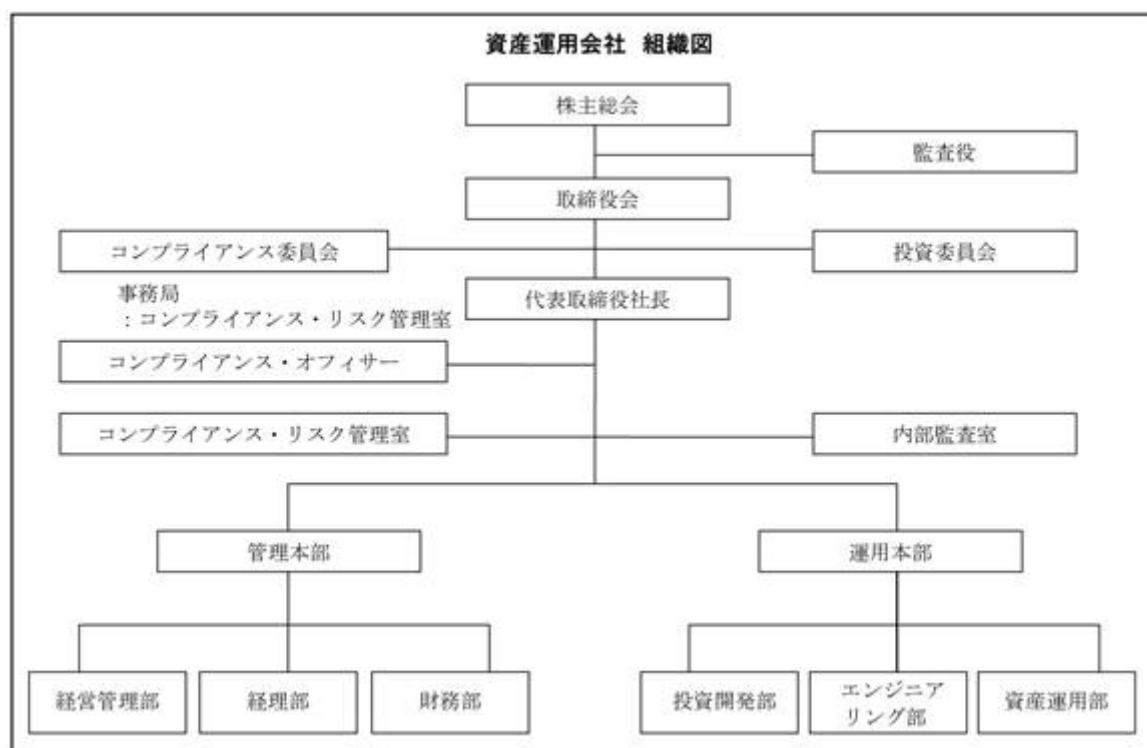 資産運用会社 組織図
株主総会
監査役
取締役会
コンプライアンス委員会
投資委員会
事務局
:コンプライアンス・リスク管理室
代表取締役社長
コンプライアンス・オフィサー
コンプライアンス・リスク管理室
内部監査室
管理本部
運用本部
経営管理部
経理部
財務部
投資開発部
エンジニア
リング部
資産運用部